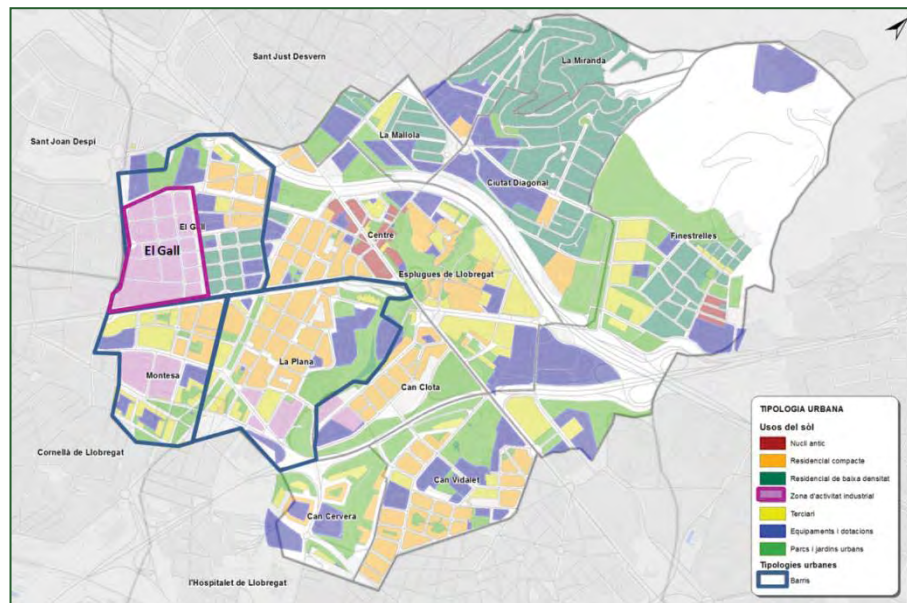 Sant Just Desvern
La Miranda
Sant Joan Despí
La Mallola
Ciutat Diagonal
El Gall
El Gall
Centre
Finestrelles
Esplugues de Llobregat
La Plana
Montesa
Can Clota
Cornellà de Llobregat
Can Vidalet
Can Cervera
l'Hospitalet de Llobregat
TIPOLOGIA URBANA
Usos del sòl
Nucli antic
Residencial compacte
Residencial de baixa densitat
Zona d'activitat industrial
Terciari
Equipaments i dotacions
Parcs i jardins urbans
Tipologies urbanes
Barris